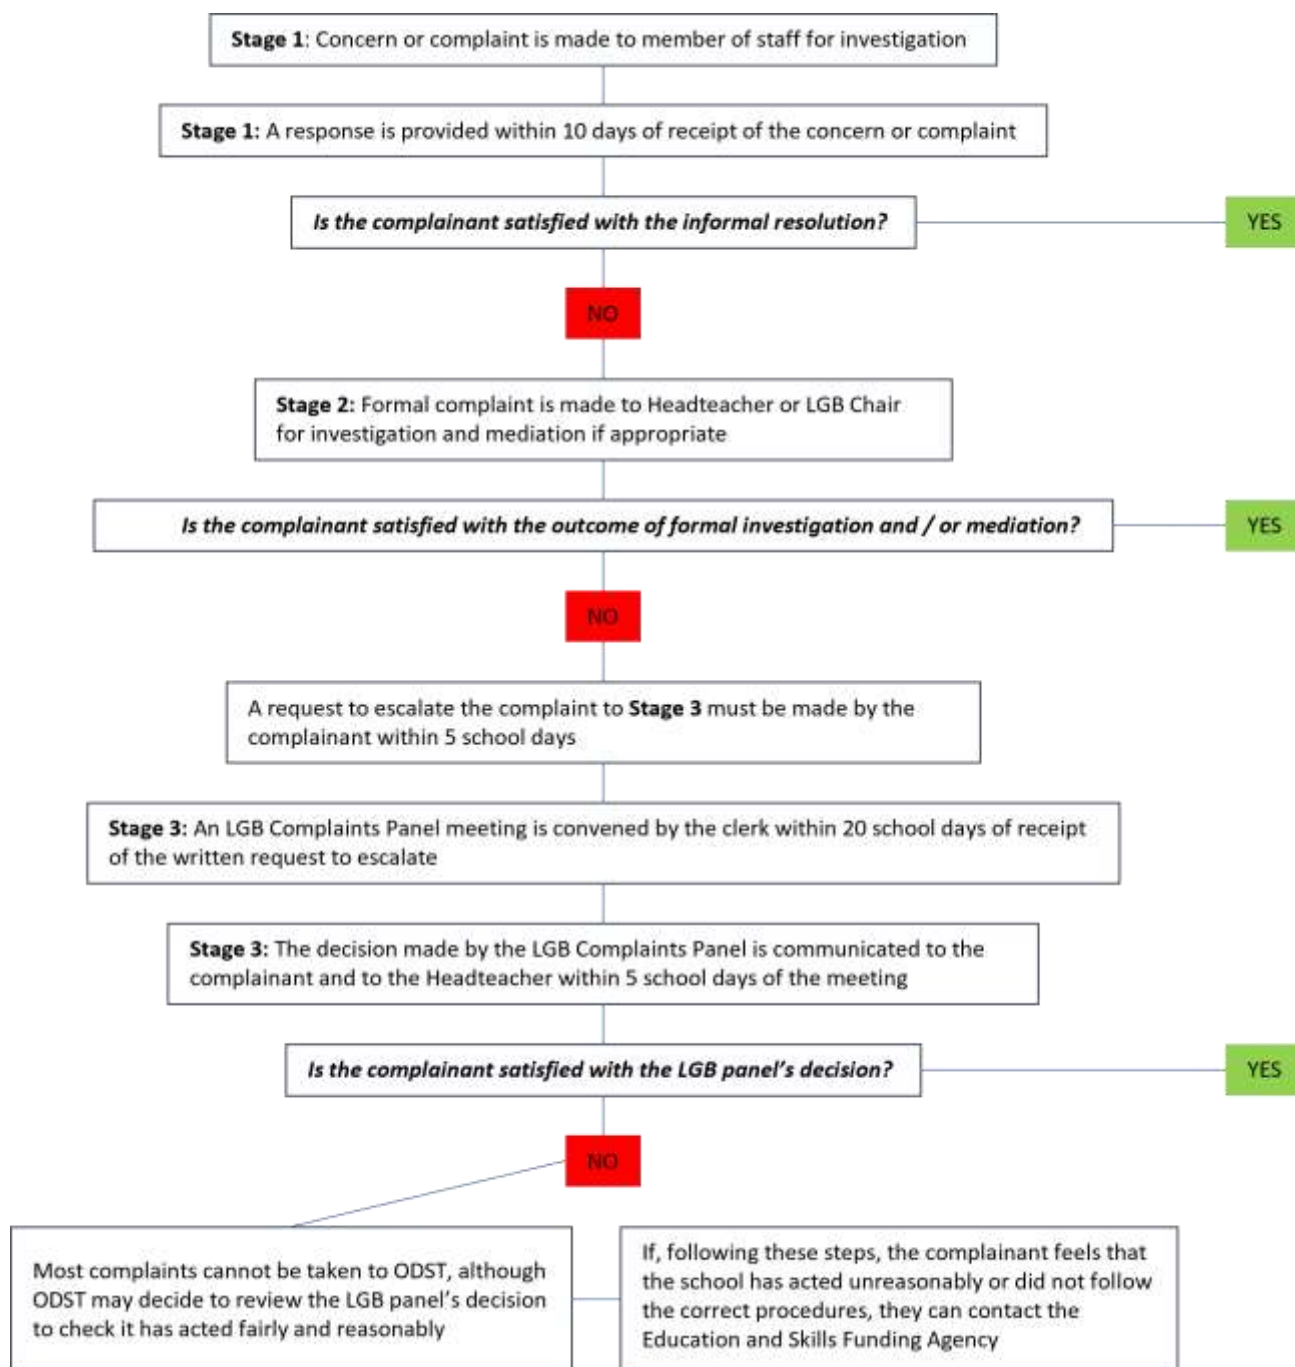 Stage 1: Concern or complaint is made to member of staff for investigation
Stage 1: A response is provided within 10 days of receipt of the concern or complaint
Is the complainant satisfied with the informal resolution?
YES
NO
Stage 2: Formal complaint is made to Headteacher or LGB Chair
for investigation and mediation if appropriate
Is the complainant satisfied with the outcome of formal investigation and / or mediation?
YES
NO
A request to escalate the complaint to Stage 3 must be made by the
complainant within 5 school days
Stage 3: An LGB Complaints Panel meeting is convened by the clerk within 20 school days of receipt
of the written request to escalate
Stage 3: The decision made by the LGB Complaints Panel is communicated to the
complainant and to the Headteacher within 5 school days of the meeting
Is the complainant satisfied with the LGB panel's decision?
YES
NO
Most complaints cannot be taken to ODST, although
ODST may decide to review the LGB panel's decision
to check it has acted fairly and reasonably
If, following these steps, the complainant feels that
the school has acted unreasonably or did not follow
the correct procedures, they can contact the
Education and Skills Funding Agency